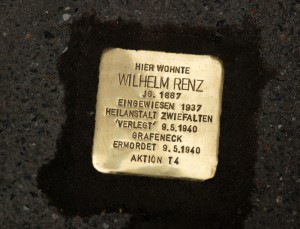 HIER WOHNTE
WILHELM RENZ
JG. 1887
EINGEWIESEN 1937
HEILANSTALT ZWIEFALTEN
'VERLEGT' 9.5.1940
GRAFENECK
ERMORDET 9.5.1940
AKTION T4